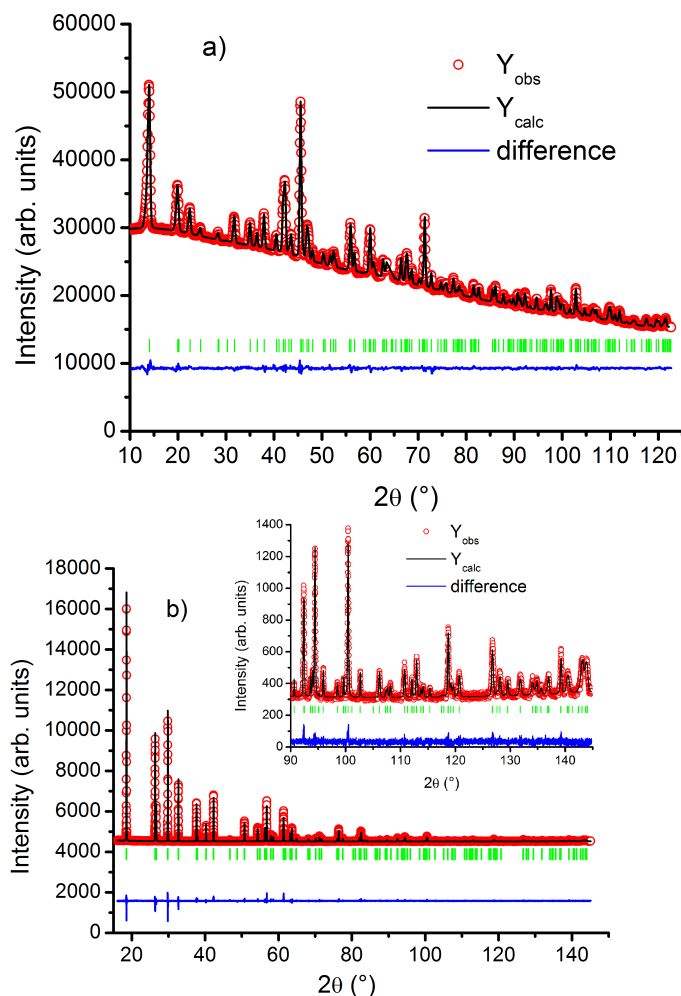 a)
Y_obs
Y_calc
difference
Intensity (arb. units)
60000
50000
40000
30000
20000
10000
0
10 20 30 40 50 60 70 80 90 100 110 120
2θ (°)
b)
Intensity (arb. units)
18000
16000
14000
12000
10000
8000
6000
4000
2000
0
20 40 60 80 100 120 140
2θ (°)
Y_obs
Y_calc
difference
Intensity (arb. units)
1400
1200
1000
800
600
400
200
0
90 100 110 120 130 140
2θ (°)